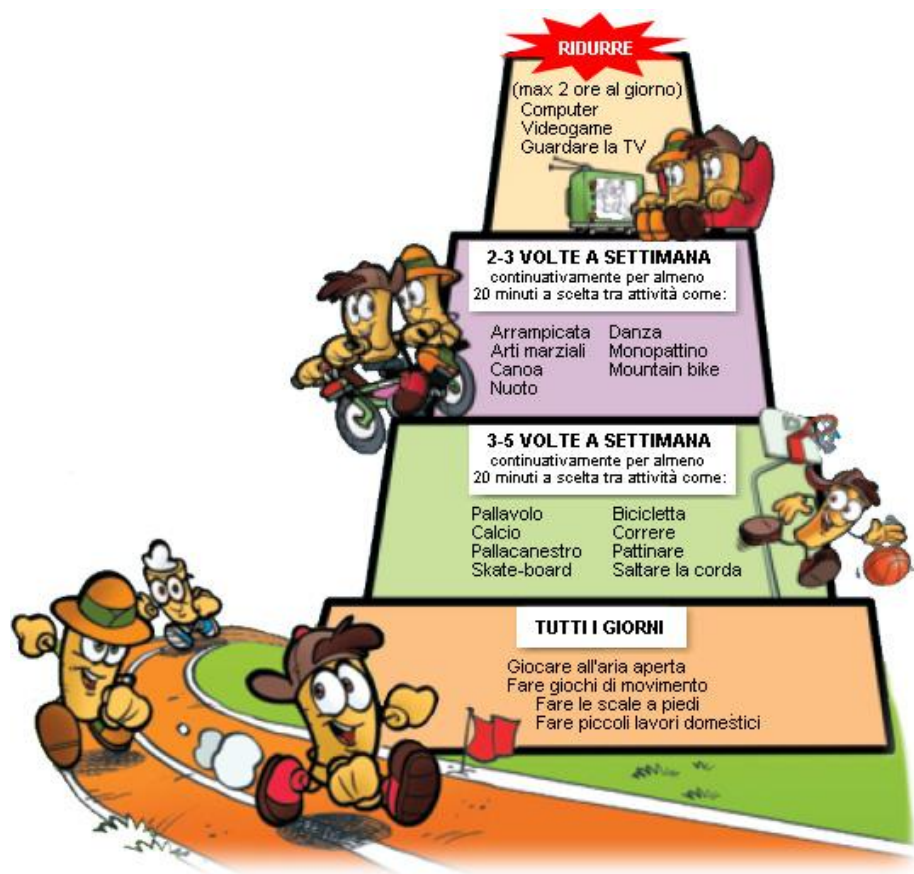 RIDURRE
(max 2 ore al giorno)
Computer
Videogame
Guardare la TV
2-3 VOLTE A SETTIMANA
continuativamente per almeno
20 minuti a scelta tra attività come:
Arrampicata Danza
Arti marziali Monopattino
Canoa Mountain bike
Nuoto
3-5 VOLTE A SETTIMANA
continuativamente per almeno
20 minuti a scelta tra attività come:
Pallavolo Bicicletta
Calcio Correre
Pallacanestro Pattinare
Skate-board Saltare la corda
TUTTI I GIORNI
Giocare all'aria aperta
Fare giochi di movimento
Fare le scale a piedi
Fare piccoli lavori domestici